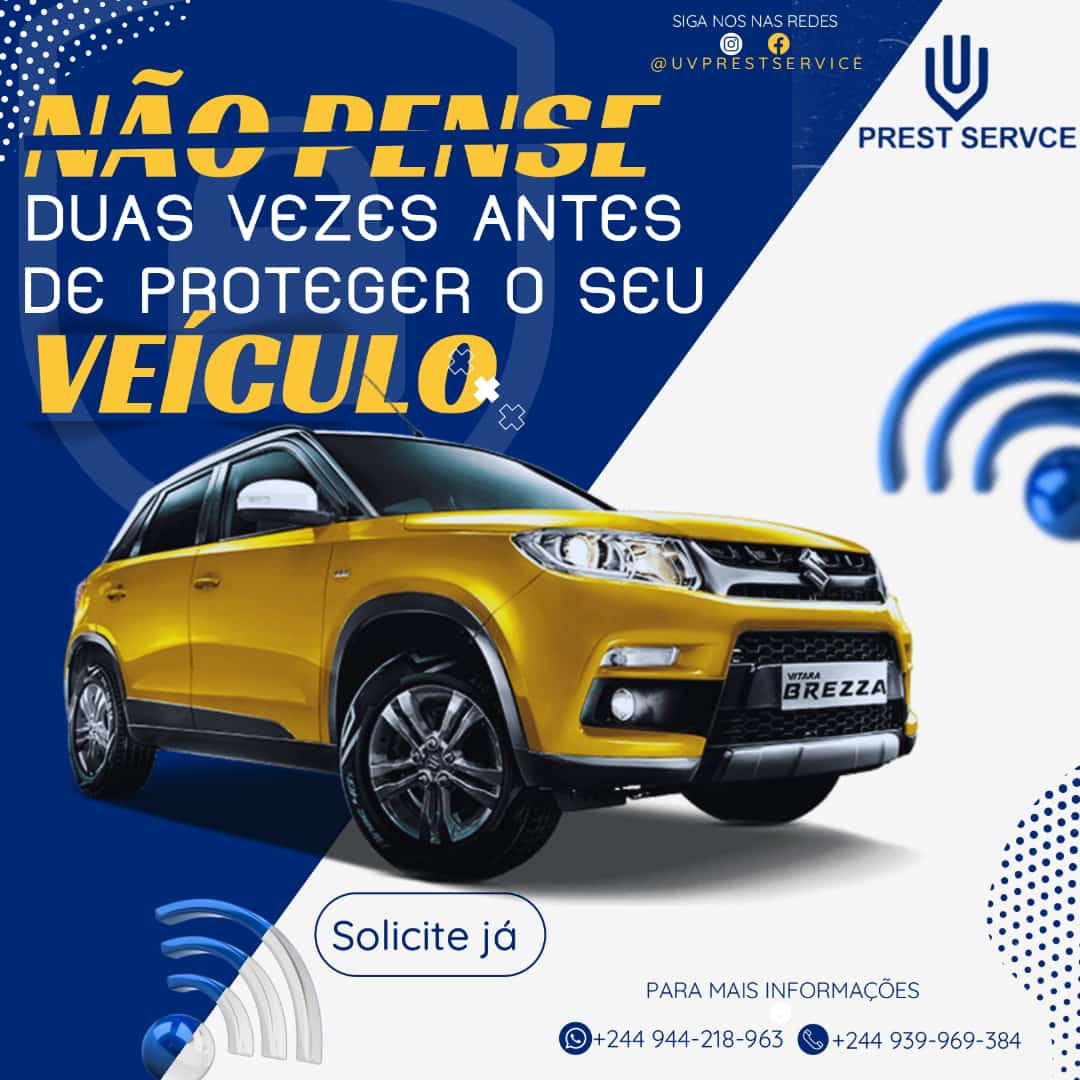 SIGA NOS NAS REDES
@UVPRESTSERVICE
PREST SERVCE
NÃO PENSE
DUAS VEZES ANTES
DE PROTEGER O SEU
VEÍCULO
VITARA
BREZZA
Solicite já
PARA MAIS INFORMAÇÕES
+244 944-218-963 +244 939-969-384